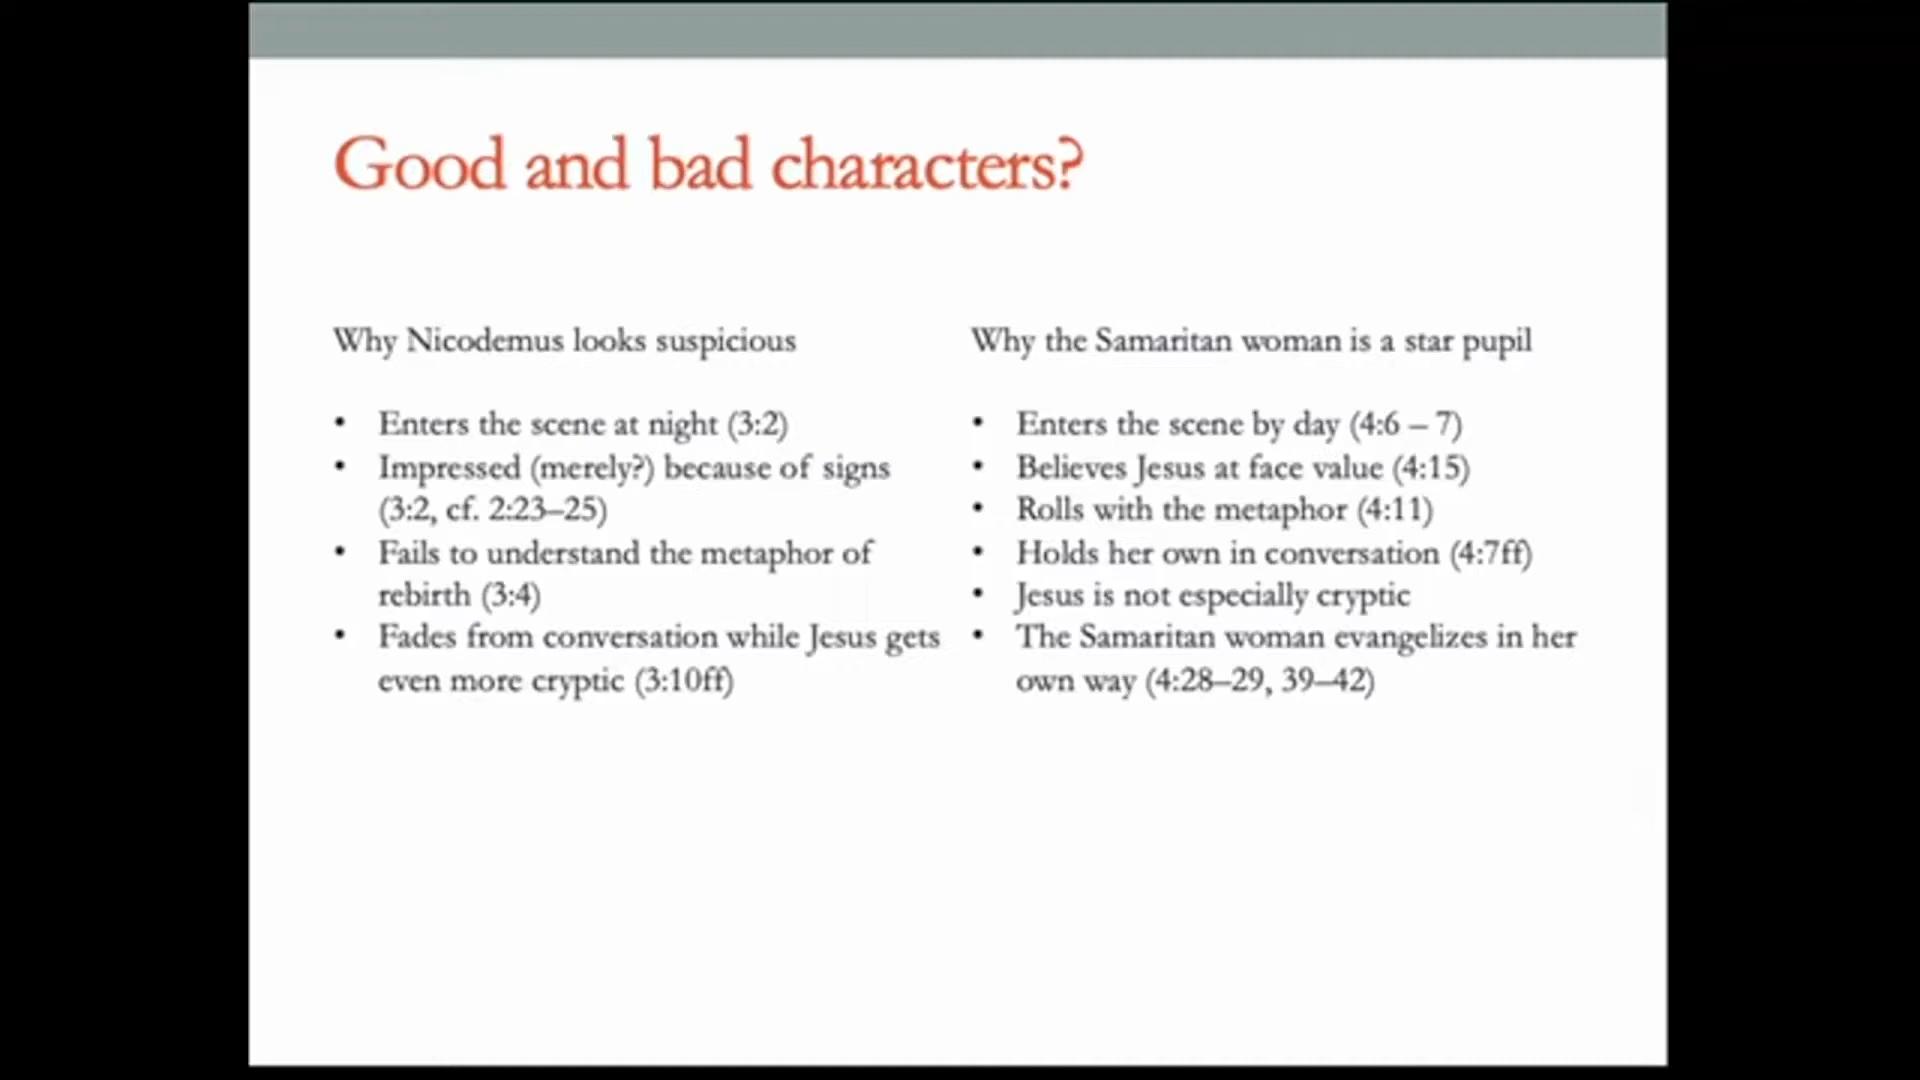 Good and bad characters?
Why Nicodemus looks suspicious
• Enters the scene at night (3:2)
• Impressed (merely?) because of signs
(3:2, cf. 2:23–25)
• Fails to understand the metaphor of
rebirth (3:4)
• Fades from conversation while Jesus gets
even more cryptic (3:10ff)
Why the Samaritan woman is a star pupil
• Enters the scene by day (4:6 – 7)
• Believes Jesus at face value (4:15)
• Rolls with the metaphor (4:11)
• Holds her own in conversation (4:7ff)
• Jesus is not especially cryptic
• The Samaritan woman evangelizes in her
own way (4:28–29, 39–42)